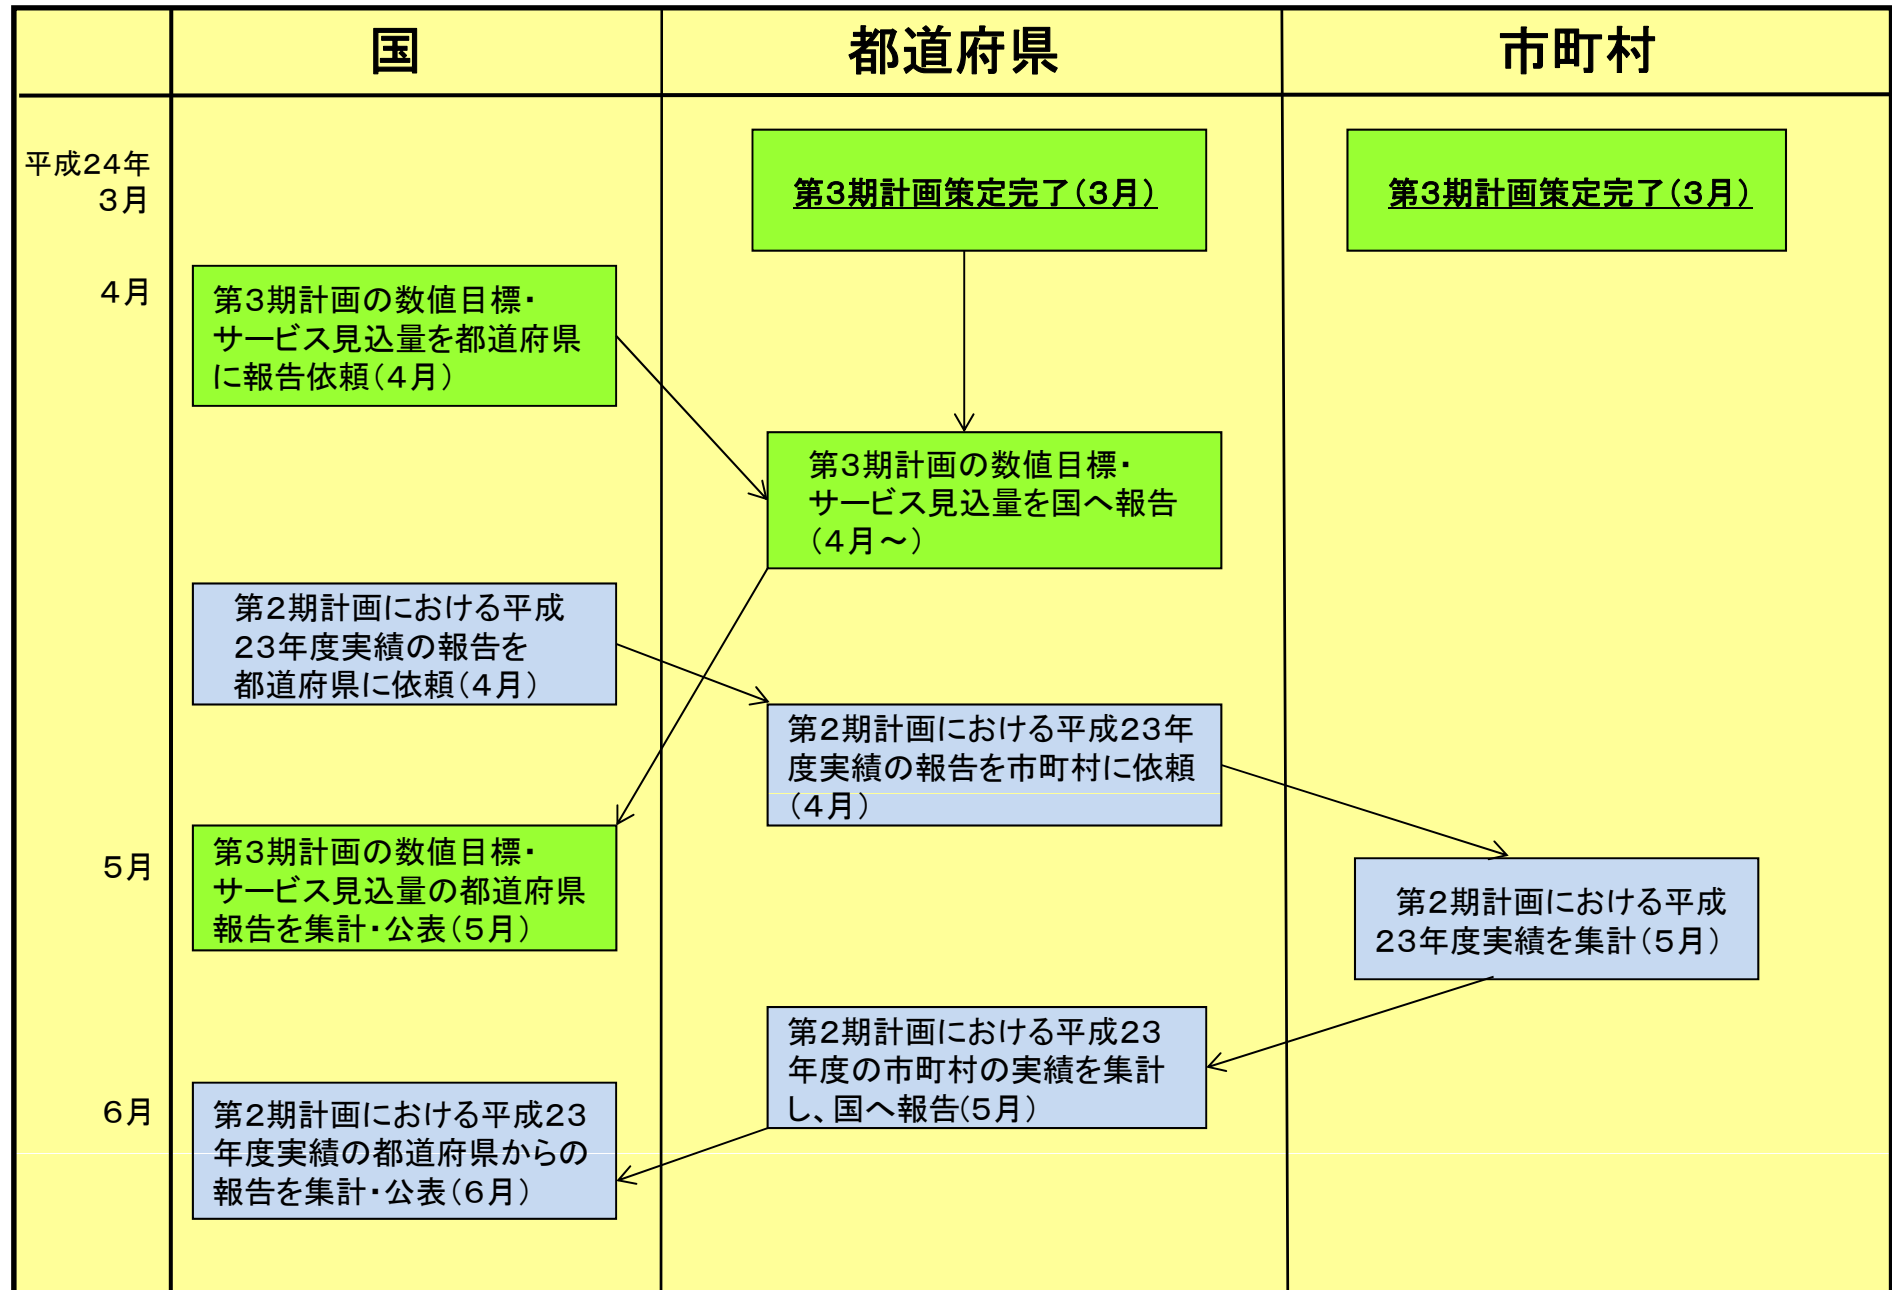 国
都道府県
市町村
平成24年
3月
第3期計画策定完了(3月)
第3期計画策定完了(3月)
4月
第3期計画の数値目標・
サービス見込量を都道府県
に報告依頼(4月)
第3期計画の数値目標・
サービス見込量を国へ報告
(4月～)
第2期計画における平成
23年度実績の報告を
都道府県に依頼(4月)
第2期計画における平成23年
度実績の報告を市町村に依頼
(4月)
5月
第3期計画の数値目標・
サービス見込量の都道府県
報告を集計・公表(5月)
第2期計画における平成
23年度実績を集計(5月)
第2期計画における平成23
年度の市町村の実績を集計
し、国へ報告(5月)
6月
第2期計画における平成23
年度実績の都道府県からの
報告を集計・公表(6月)